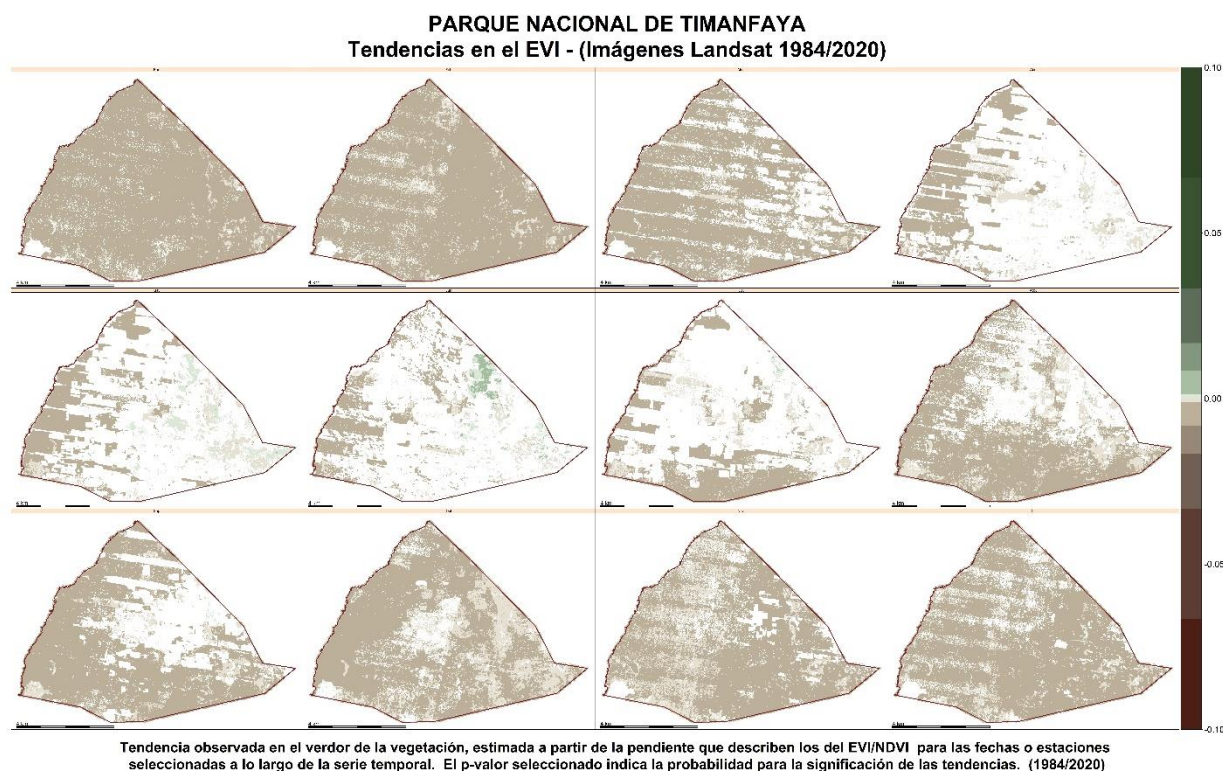 PARQUE NACIONAL DE TIMANFAYA
Tendencias en el EVI - (Imágenes Landsat 1984/2020)
0.10
0.05
0.00
-0.05
-0.10
Tendencia observada en el verdor de la vegetación, estimada a partir de la pendiente que describen los del EVI/NDVI para las fechas o estaciones
seleccionadas a lo largo de la serie temporal. El p-valor seleccionado indica la probabilidad para la significación de las tendencias. (1984/2020)